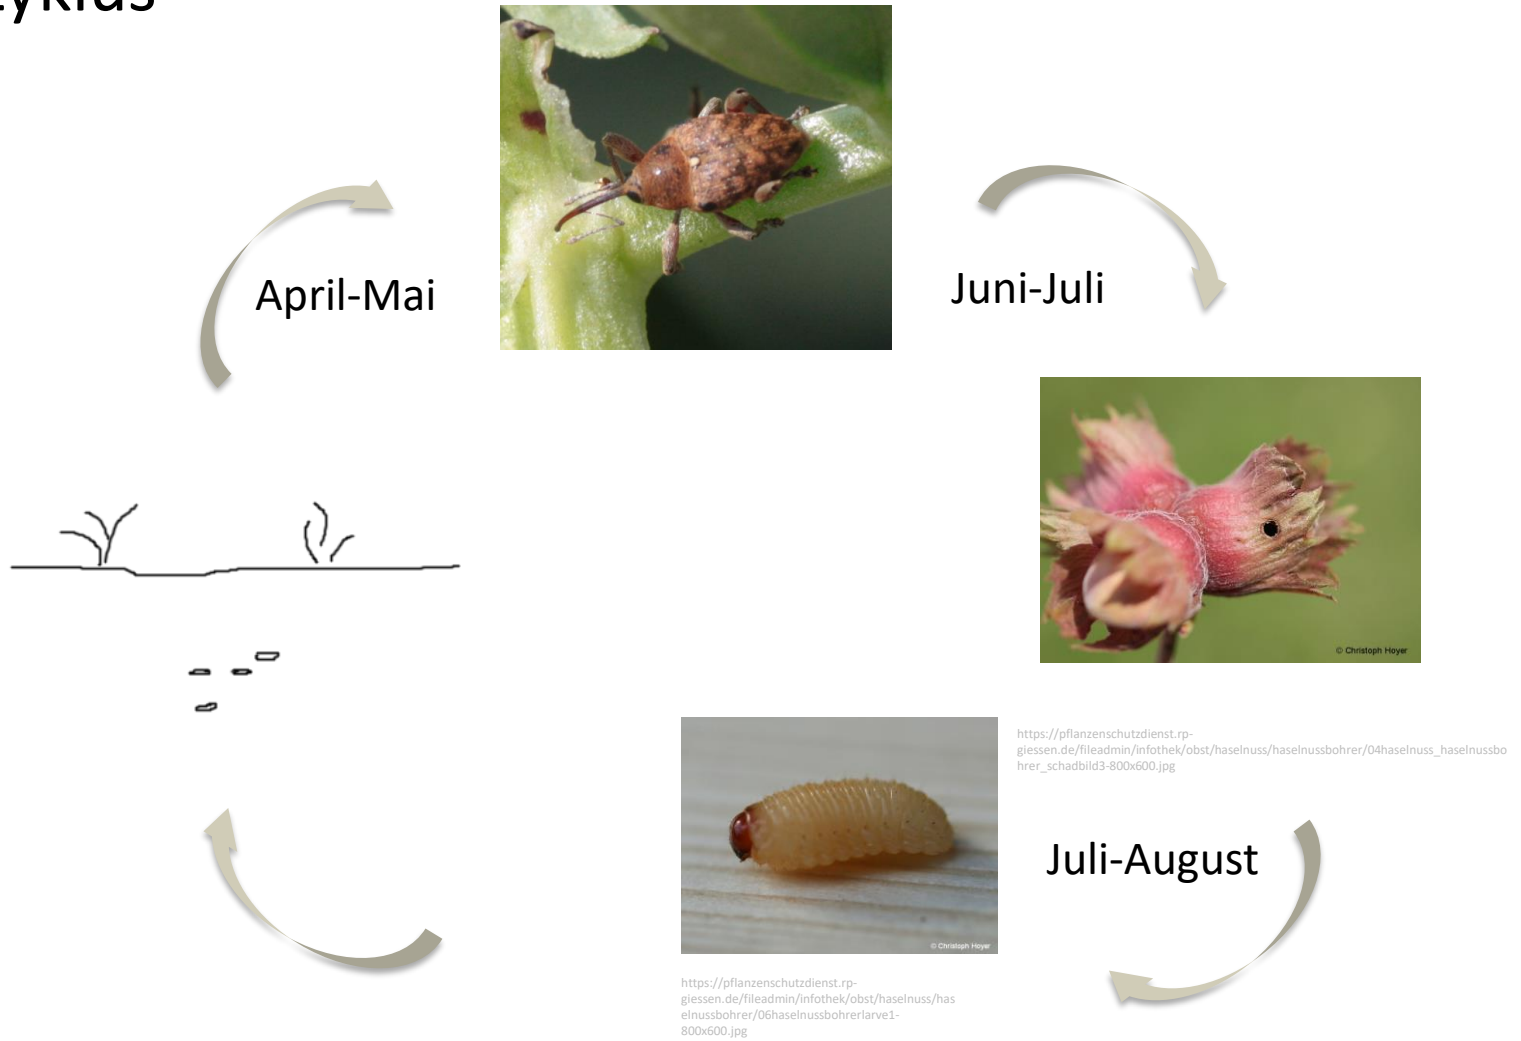 April-Mai
Juni-Juli
© Christoph Hoyer
https://pflanzenschutzdienst.rp-
giessen.de/fileadmin/infothek/obst/haselnuss/haselnussbohrer/04haselnuss_haselnussbo
hrer_schadbild3-800x600.jpg
Juli-August
© Christoph Hoyer
https://pflanzenschutzdienst.rp-
giessen.de/fileadmin/infothek/obst/haselnuss/has
elnussbohrer/06haselnussbohrerlarve1-
800x600.jpg